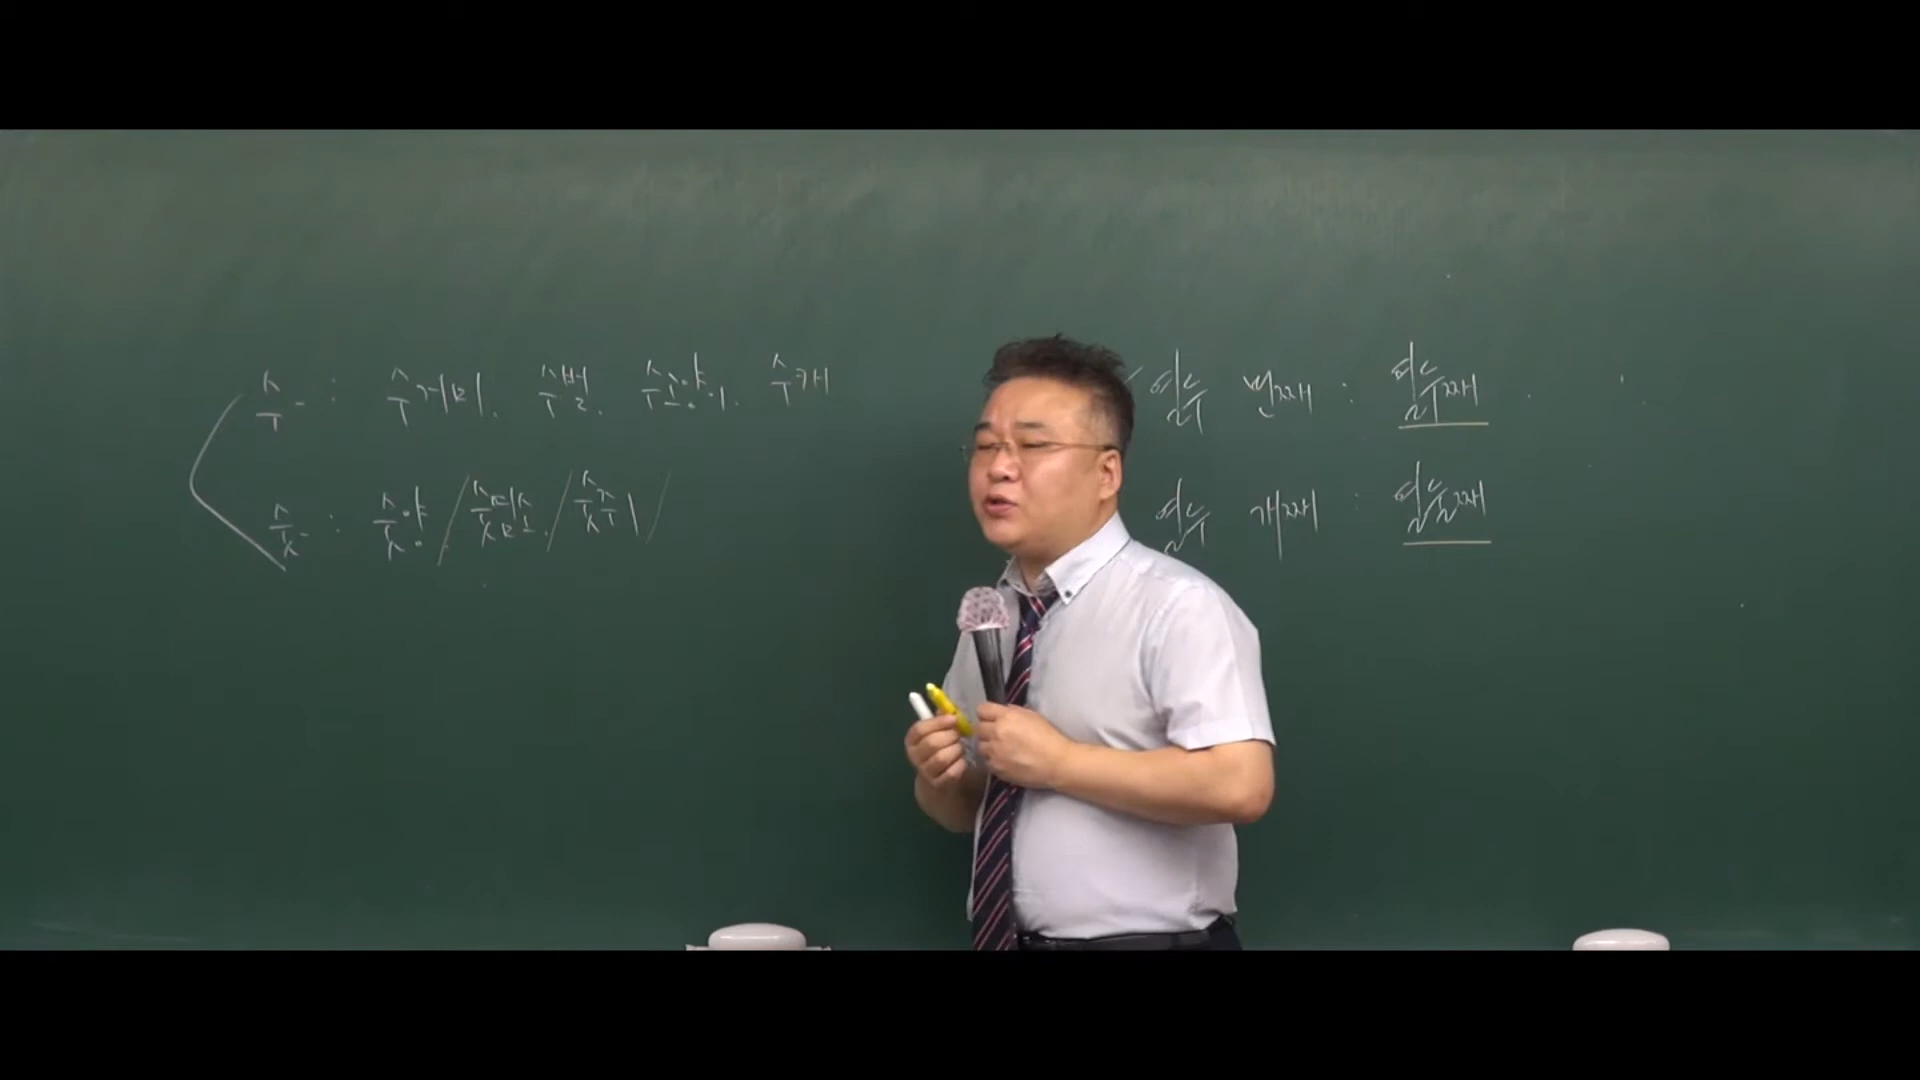 수- : 수거미. 수벌. 수고양이. 수캐
숫- : 숫양 / 숫염소. / 숫쥐 /
열두 번째 : 열두째.
열두 개째 : 열둘째